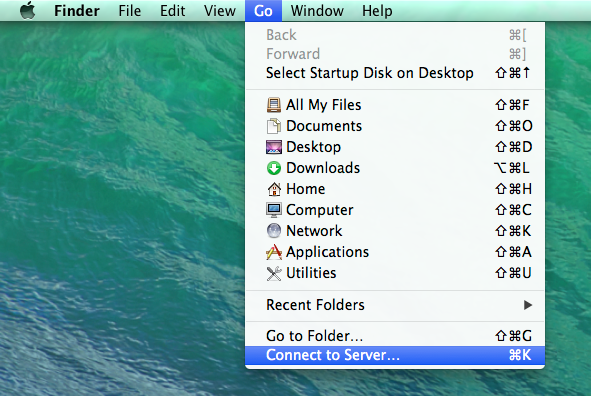 Finder File Edit View Go Window Help
Back ⌘[
Forward ⌘]
Select Startup Disk on Desktop ⇧⌘↑
All My Files ⇧⌘F
Documents ⇧⌘O
Desktop ⇧⌘D
Downloads ⌥⌘L
Home ⇧⌘H
Computer ⇧⌘C
Network ⇧⌘K
Applications ⇧⌘A
Utilities ⇧⌘U
Recent Folders ▶
Go to Folder... ⇧⌘G
Connect to Server... ⌘K